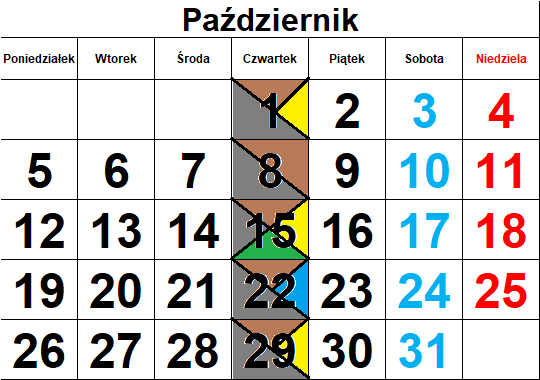 Październik
Poniedziałek Wtorek Środa Czwartek Piątek Sobota Niedziela
1 2 3 4
5 6 7 8 9 10 11
12 13 14 15 16 17 18
19 20 21 22 23 24 25
26 27 28 29 30 31